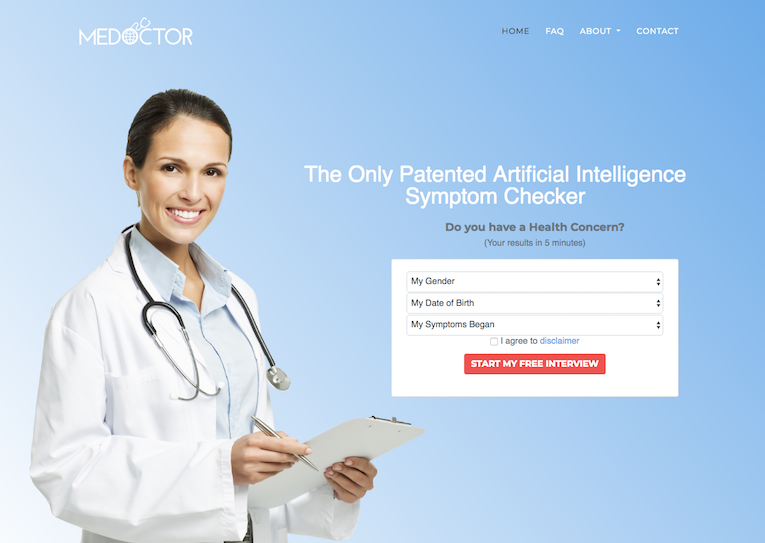 MEDOCTOR
HOME FAQ ABOUT CONTACT
The Only Patented Artificial Intelligence
Symptom Checker
Do you have a Health Concern?
(Your results in 5 minutes)
My Gender
My Date of Birth
My Symptoms Began
I agree to disclaimer
START MY FREE INTERVIEW